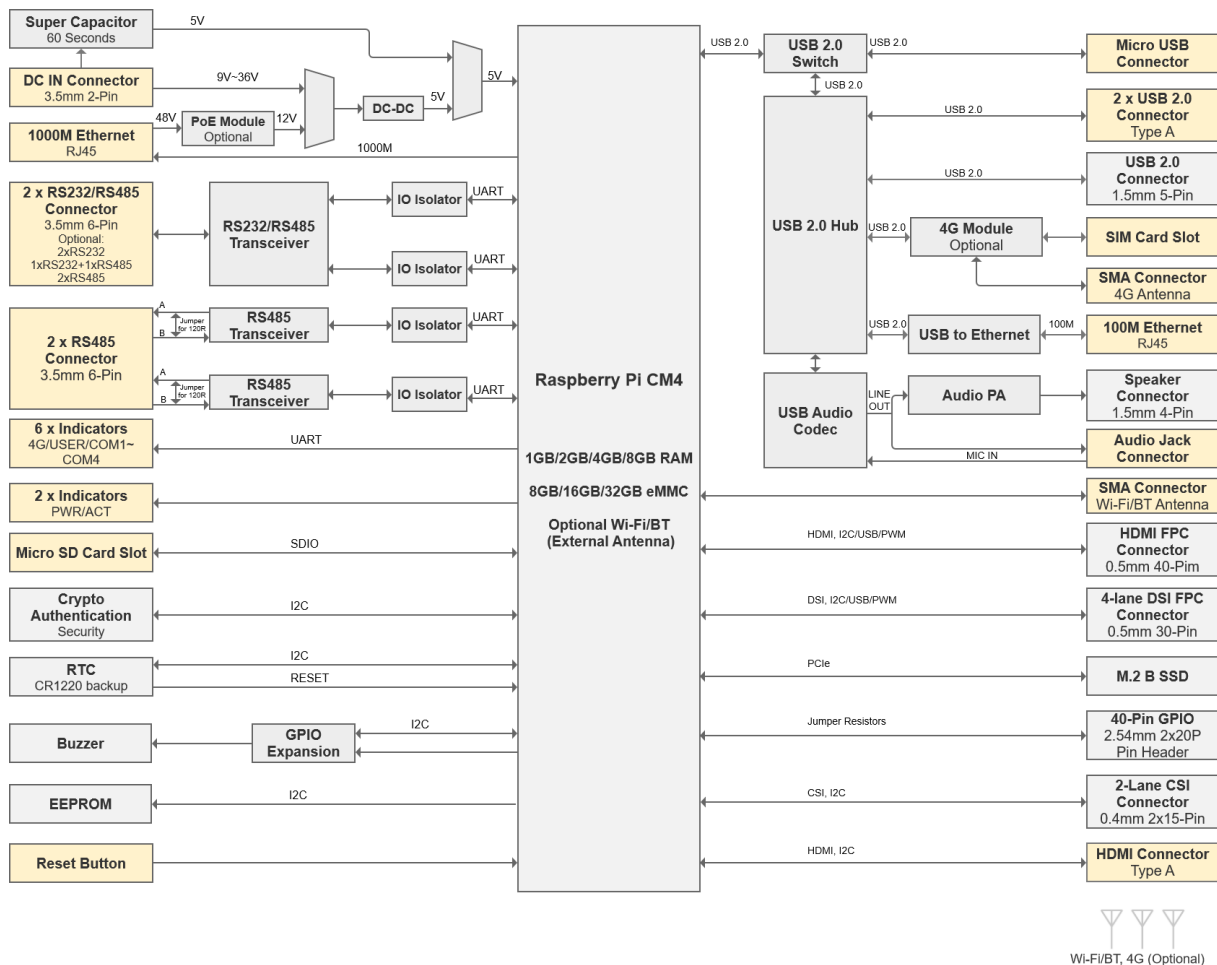 Super Capacitor
60 Seconds
5V
DC IN Connector
3.5mm 2-Pin
9V~36V
5V
5V
DC-DC
48V
PoE Module
Optional
12V
1000M Ethernet
RJ45
1000M
2 x RS232/RS485
Connector
3.5mm 6-Pin
Optional:
2xRS232
1xRS232+1xRS485
2xRS485
RS232/RS485
Transceiver
IO Isolator
UART
IO Isolator
UART
2 x RS485
Connector
3.5mm 6-Pin
A
Jumper
for 120R
B
RS485
Transceiver
IO Isolator
UART
A
Jumper
for 120R
B
RS485
Transceiver
IO Isolator
UART
6 x Indicators
4G/USER/COM1~
COM4
UART
2 x Indicators
PWR/ACT
Micro SD Card Slot
SDIO
Crypto
Authentication
Security
I2C
RTC
CR1220 backup
I2C
RESET
Buzzer
GPIO
Expansion
I2C
EEPROM
I2C
Reset Button
Raspberry Pi CM4
1GB/2GB/4GB/8GB RAM
8GB/16GB/32GB eMMC
Optional Wi-Fi/BT
(External Antenna)
USB 2.0
USB 2.0
Switch
USB 2.0
Micro USB
Connector
USB 2.0
USB 2.0 Hub
USB 2.0
2 x USB 2.0
Connector
Type A
USB 2.0
USB 2.0
Connector
1.5mm 5-Pin
USB 2.0
4G Module
Optional
SIM Card Slot
SMA Connector
4G Antenna
USB 2.0
USB to Ethernet
100M
100M Ethernet
RJ45
USB Audio
Codec
LINE
OUT
Audio PA
Speaker
Connector
1.5mm 4-Pin
MIC IN
Audio Jack
Connector
SMA Connector
Wi-Fi/BT Antenna
HDMI, I2C/USB/PWM
HDMI FPC
Connector
0.5mm 40-Pim
DSI, I2C/USB/PWM
4-lane DSI FPC
Connector
0.5mm 30-Pin
PCIe
M.2 B SSD
Jumper Resistors
40-Pin GPIO
2.54mm 2x20P
Pin Header
CSI, I2C
2-Lane CSI
Connector
0.4mm 2x15-Pin
HDMI, I2C
HDMI Connector
Type A
Wi-Fi/BT, 4G (Optional)